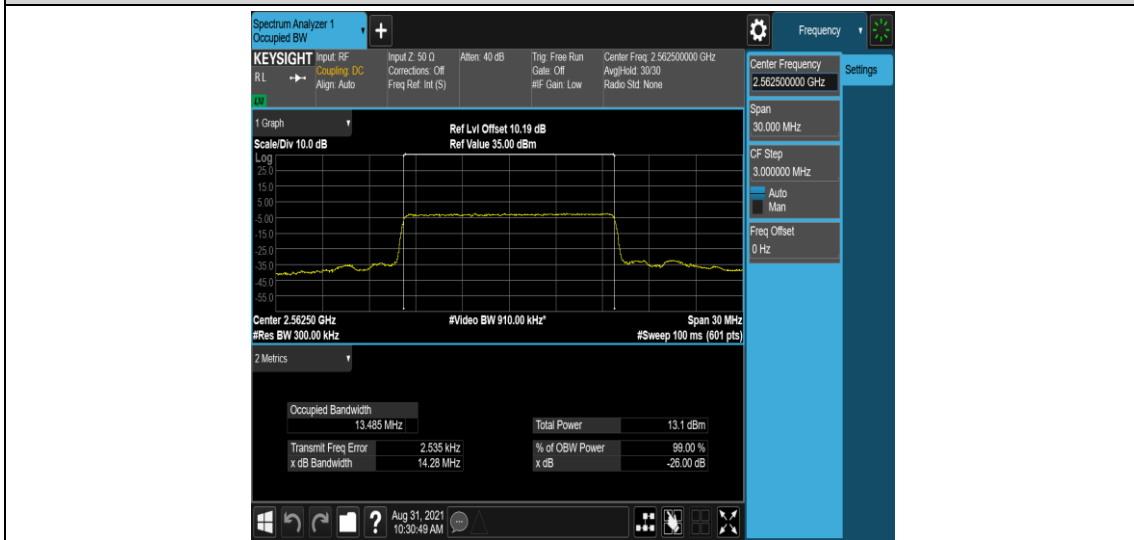 Spectrum Analyzer 1
Occupied BW
Frequency
KEYSIGHT
RL
LXI
Input: RF
Coupling: DC
Align: Auto
Input Z: 50 Ω
Corrections: Off
Freq Ref: Int (S)
Atten: 40 dB
Trig: Free Run
Gate: Off
#IF Gain: Low
Center Freq: 2.562500000 GHz
Avg|Hold: 30/30
Radio Std: None
Center Frequency
2.562500000 GHz
Settings
Span
30.000 MHz
CF Step
3.000000 MHz
Auto
Man
Freq Offset
0 Hz
1 Graph
Scale/Div 10.0 dB
Ref Lvl Offset 10.19 dB
Ref Value 35.00 dBm
Log
25.0
15.0
5.00
-5.00
-15.0
-25.0
-35.0
-45.0
-55.0
Center 2.56250 GHz
#Video BW 910.00 kHz*
Span 30 MHz
#Res BW 300.00 kHz
#Sweep 100 ms (601 pts)
2 Metrics
Occupied Bandwidth
13.485 MHz
Total Power 13.1 dBm
Transmit Freq Error 2.535 kHz
% of OBW Power 99.00 %
x dB Bandwidth 14.28 MHz
x dB -26.00 dB
?
Aug 31, 2021
10:30:49 AM